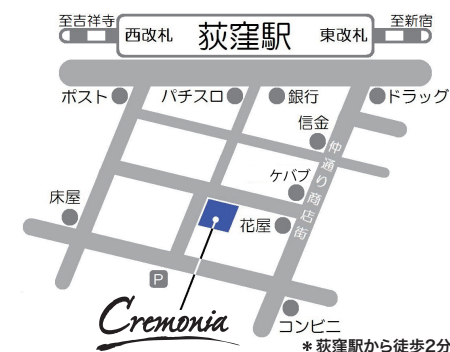 至吉祥寺
西改札
荻窪駅
東改札
至新宿
ポスト
パチスロ
銀行
ドラッグ
信金
仲通り商店街
ケバブ
床屋
花屋
P
Cremonia
コンビニ
＊荻窪駅から徒歩2分